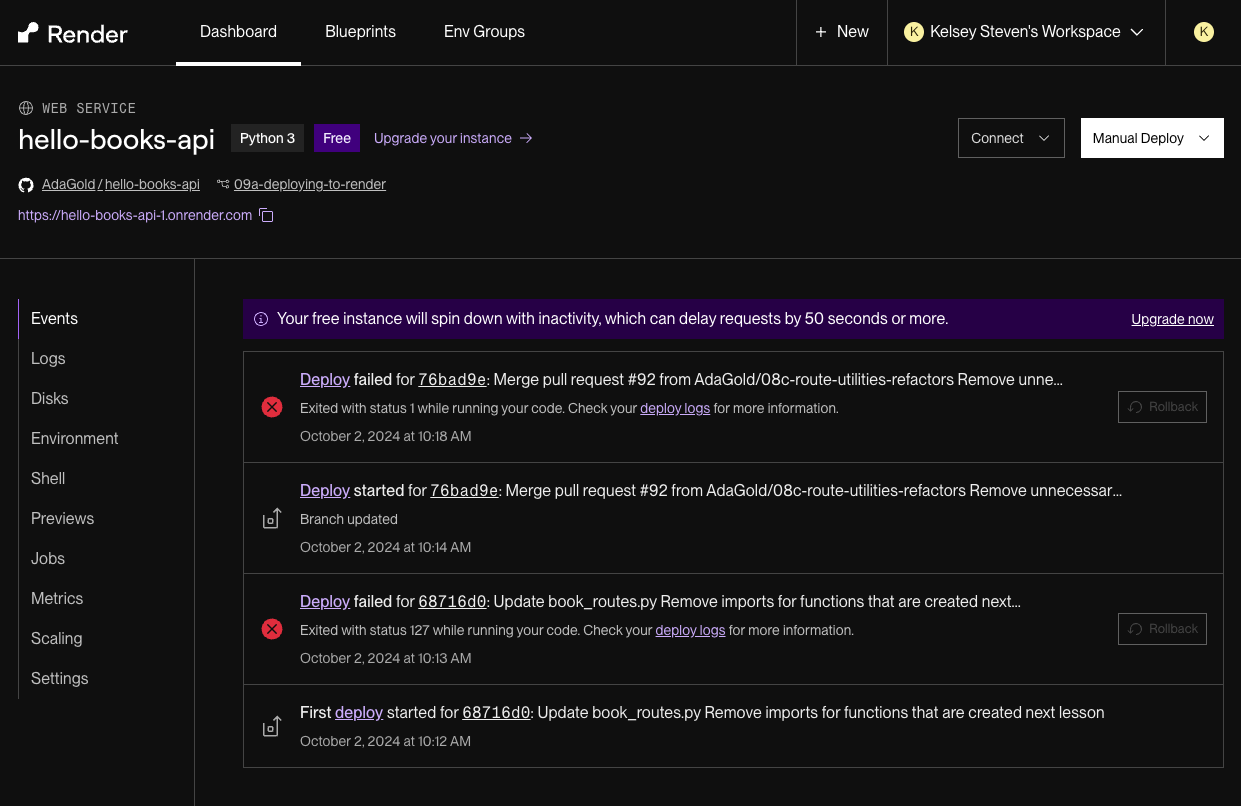 Render Dashboard Blueprints Env Groups + New K Kelsey Steven's Workspace K
WEB SERVICE
hello-books-api Python 3 Free Upgrade your instance → Connect Manual Deploy
AdaGold / hello-books-api 09a-deploying-to-render
https://hello-books-api-1.onrender.com
Events
Logs
Disks
Environment
Shell
Previews
Jobs
Metrics
Scaling
Settings
Your free instance will spin down with inactivity, which can delay requests by 50 seconds or more. Upgrade now
Deploy failed for 76bad9e: Merge pull request #92 from AdaGold/08c-route-utilities-refactors Remove unne...
Exited with status 1 while running your code. Check your deploy logs for more information.
Rollback
October 2, 2024 at 10:18 AM
Deploy started for 76bad9e: Merge pull request #92 from AdaGold/08c-route-utilities-refactors Remove unnecessar...
Branch updated
October 2, 2024 at 10:14 AM
Deploy failed for 68716d0: Update book_routes.py Remove imports for functions that are created next...
Exited with status 127 while running your code. Check your deploy logs for more information.
Rollback
October 2, 2024 at 10:13 AM
First deploy started for 68716d0: Update book_routes.py Remove imports for functions that are created next lesson
October 2, 2024 at 10:12 AM